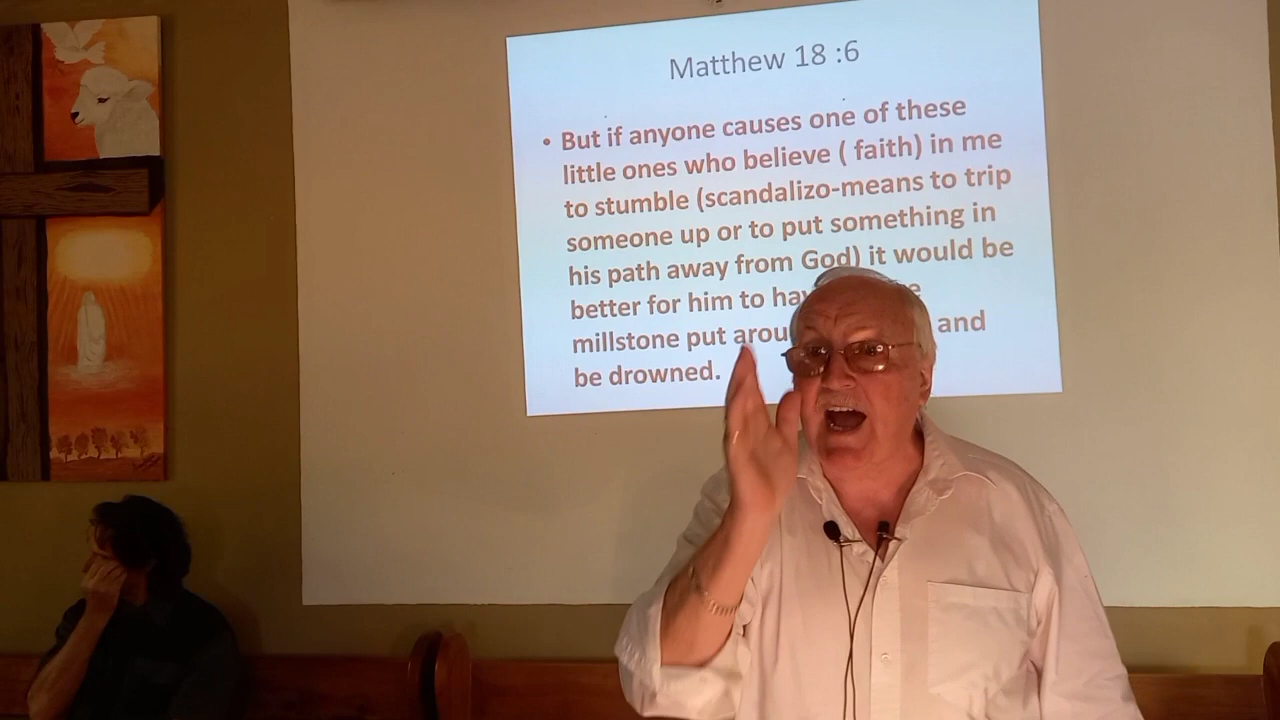 Matthew 18 :6
• But if anyone causes one of these
little ones who believe ( faith) in me
to stumble (scandalizo-means to trip
someone up or to put something in
his path away from God) it would be
better for him to
millstone put and
be drowned.